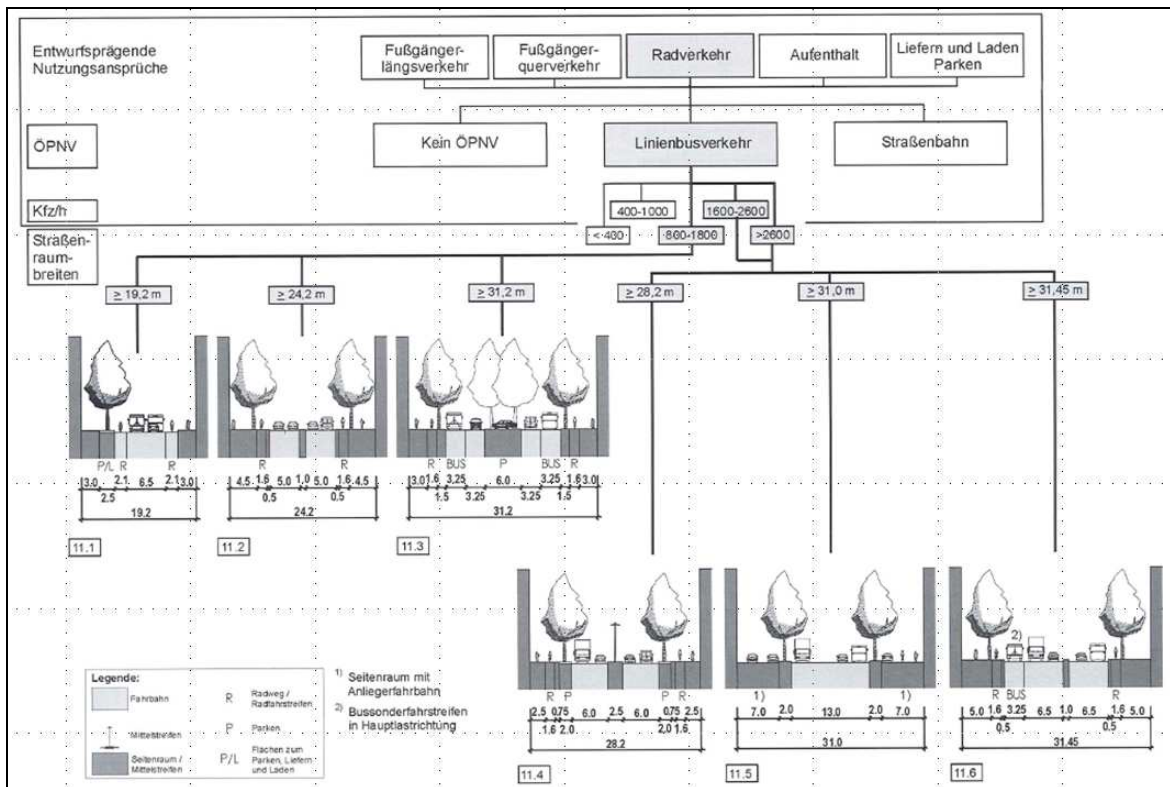 Entwurfsprägende
Nutzungsansprüche
Fußgänger-
längsverkehr
Fußgänger-
querverkehr
Radverkehr
Aufenthalt
Liefern und Laden
Parken
ÖPNV
Kein ÖPNV
Linienbusverkehr
Straßenbahn
Kfz/h
400-1000
1600-2600
< 400
800-1800
>2600
Straßen-
raum-
breiten
≥ 19,2 m
≥ 24,2 m
≥ 31,2 m
≥ 28,2 m
≥ 31,0 m
≥ 31,45 m
P/L R R
3.0 2.1 6.5 2.1 3.0
2.5
19.2
11.1
R R
4.5 1.6 5.0 1.0 5.0 1.6 4.5
0.5 0.5
24.2
11.2
R BUS P BUS R
3.0 1.6 3.25 6.0 3.25 1.6 3.0
1.5 3.25 3.25 1.5
31.2
11.3
R P P R
2.5 0.75 6.0 2.5 6.0 0.75 2.5
1.6 2.0 2.0 1.6
28.2
11.4
1) 1)
7.0 2.0 13.0 2.0 7.0
31.0
11.5
2)
R BUS R
5.0 1.6 3.25 6.5 1.0 6.5 1.6 5.0
0.5 0.5
31.45
11.6
Legende:
Fahrbahn
Mittelstreifen
Seitenraum /
Mittelstreifen
R Radweg /
Radfahrstreifen
P Parken
P/L Flächen zum
Parken, Liefern
und Laden
1) Seitenraum mit
Anliegerfahrbahn
2) Bussonderfahrstreifen
in Hauptlastrichtung